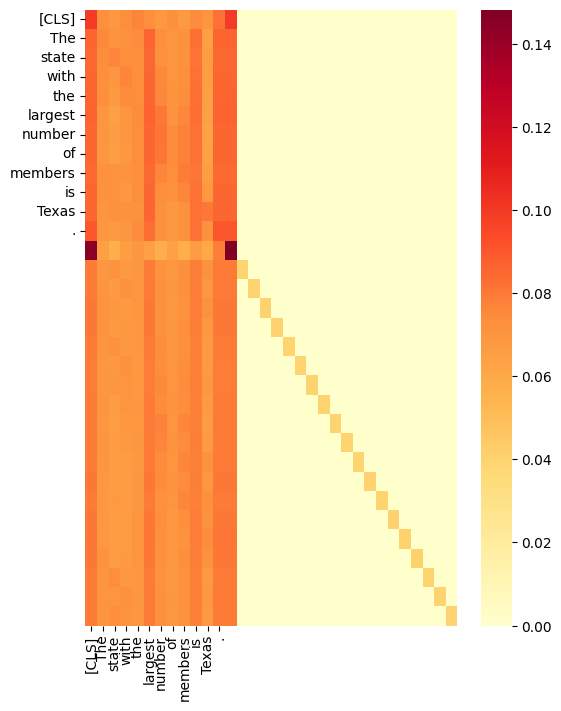 [CLS]
The
state
with
the
largest
number
of
members
is
Texas
.
0.14
0.12
0.10
0.08
0.06
0.04
0.02
0.00
[CLS]
The
state
with
the
largest
number
of
members
is
Texas
.